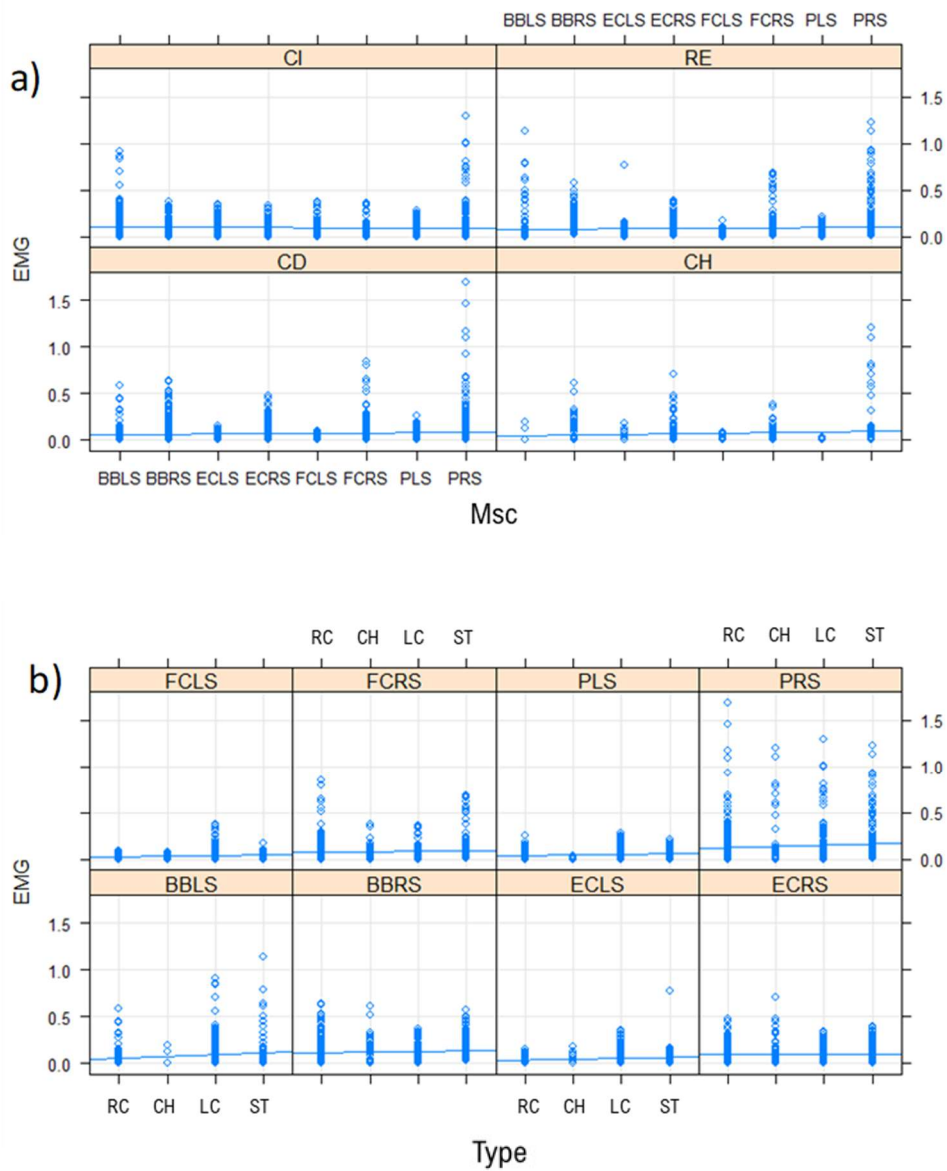 BBLS BBRS ECLS ECRS FCLS FCRS PLS PRS
a)
CI RE
1.5
1.0
0.5
0.0
EMG
CD CH
1.5
1.0
0.5
0.0
BBLS BBRS ECLS ECRS FCLS FCRS PLS PRS
Msc
RC CH LC ST RC CH LC ST
b)
FCLS FCRS PLS PRS
1.5
1.0
0.5
0.0
EMG
BBLS BBRS ECLS ECRS
1.5
1.0
0.5
0.0
RC CH LC ST RC CH LC ST
Type